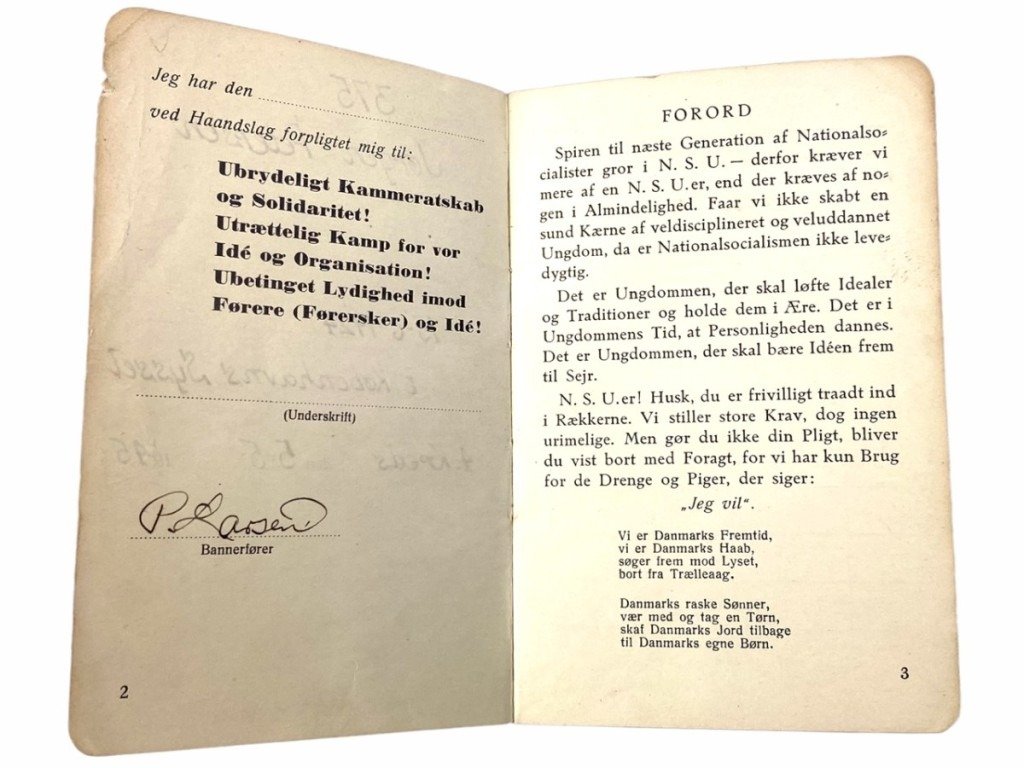 Jeg har den
ved Haandslag forpligtet mig til:
Ubrydeligt Kammeratskab
og Solidaritet!
Utrættelig Kamp for vor
Idé og Organisation!
Ubetinget Lydighed imod
Førere (Førersker) og Idé!
(Underskrift)
P. Larsen
Bannerfører
2
FORORD
Spiren til næste Generation af Nationalso=
cialister gror i N. S. U. — derfor kræver vi
mere af en N. S. U.er, end der kræves af no=
gen i Almindelighed. Faar vi ikke skabt en
sund Kærne af veldisciplineret og veluddannet
Ungdom, da er Nationalsocialismen ikke leve=
dygtig.
Det er Ungdommen, der skal løfte Idealer
og Traditioner og holde dem i Ære. Det er i
Ungdommens Tid, at Personligheden dannes.
Det er Ungdommen, der skal bære Idéen frem
til Sejr.
N. S. U.er! Husk, du er frivilligt traadt ind
i Rækkerne. Vi stiller store Krav, dog ingen
urimelige. Men gør du ikke din Pligt, bliver
du vist bort med Foragt, for vi har kun Brug
for de Drenge og Piger, der siger:
„Jeg vil“.
Vi er Danmarks Fremtid,
vi er Danmarks Haab,
søger frem mod Lyset,
bort fra Trælleaag.
Danmarks raske Sønner,
vær med og tag en Tørn,
skaf Danmarks Jord tilbage
til Danmarks egne Børn.
3